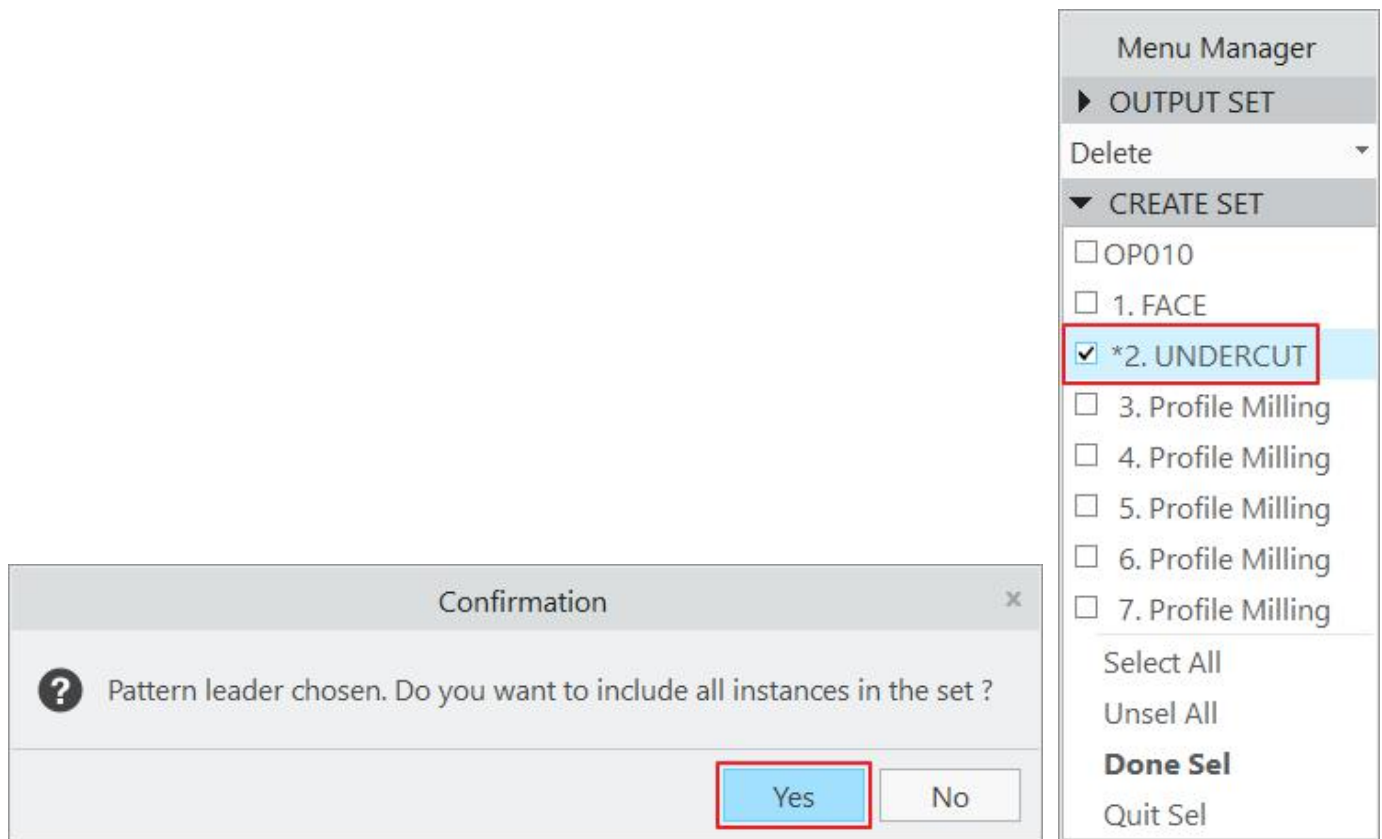 Menu Manager
OUTPUT SET
Delete
CREATE SET
OP010
1. FACE
*2. UNDERCUT
3. Profile Milling
4. Profile Milling
5. Profile Milling
6. Profile Milling
7. Profile Milling
Select All
Unsel All
Done Sel
Quit Sel
Confirmation
Pattern leader chosen. Do you want to include all instances in the set ?
Yes No